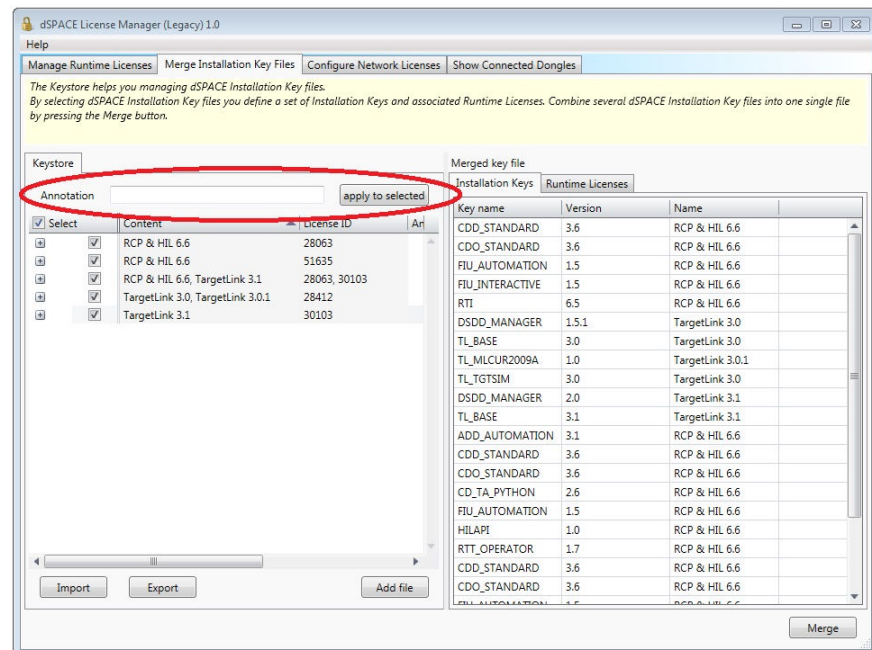 dSPACE License Manager (Legacy) 1.0
Help
Manage Runtime Licenses Merge Installation Key Files Configure Network Licenses Show Connected Dongles
The Keystore helps you managing dSPACE Installation Key files.
By selecting dSPACE Installation Key files you define a set of Installation Keys and associated Runtime Licenses. Combine several dSPACE Installation Key files into one single file
by pressing the Merge button.
Keystore
Annotation apply to selected
Select Content License ID An
RCP & HIL 6.6 28063
RCP & HIL 6.6 51635
RCP & HIL 6.6, TargetLink 3.1 28063, 30103
TargetLink 3.0, TargetLink 3.0.1 28412
TargetLink 3.1 30103
Import Export Add file
Merged key file
Installation Keys Runtime Licenses
Key name Version Name
CDD_STANDARD 3.6 RCP & HIL 6.6
CDO_STANDARD 3.6 RCP & HIL 6.6
FIU_AUTOMATION 1.5 RCP & HIL 6.6
FIU_INTERACTIVE 1.5 RCP & HIL 6.6
RTI 6.5 RCP & HIL 6.6
DSDD_MANAGER 1.5.1 TargetLink 3.0
TL_BASE 3.0 TargetLink 3.0
TL_MLCUR2009A 1.0 TargetLink 3.0.1
TL_TGTSIM 3.0 TargetLink 3.0
DSDD_MANAGER 2.0 TargetLink 3.1
TL_BASE 3.1 TargetLink 3.1
ADD_AUTOMATION 3.1 RCP & HIL 6.6
CDD_STANDARD 3.6 RCP & HIL 6.6
CDO_STANDARD 3.6 RCP & HIL 6.6
CD_TA_PYTHON 2.6 RCP & HIL 6.6
FIU_AUTOMATION 1.5 RCP & HIL 6.6
HILAPI 1.0 RCP & HIL 6.6
RTT_OPERATOR 1.7 RCP & HIL 6.6
CDD_STANDARD 3.6 RCP & HIL 6.6
CDO_STANDARD 3.6 RCP & HIL 6.6
Merge